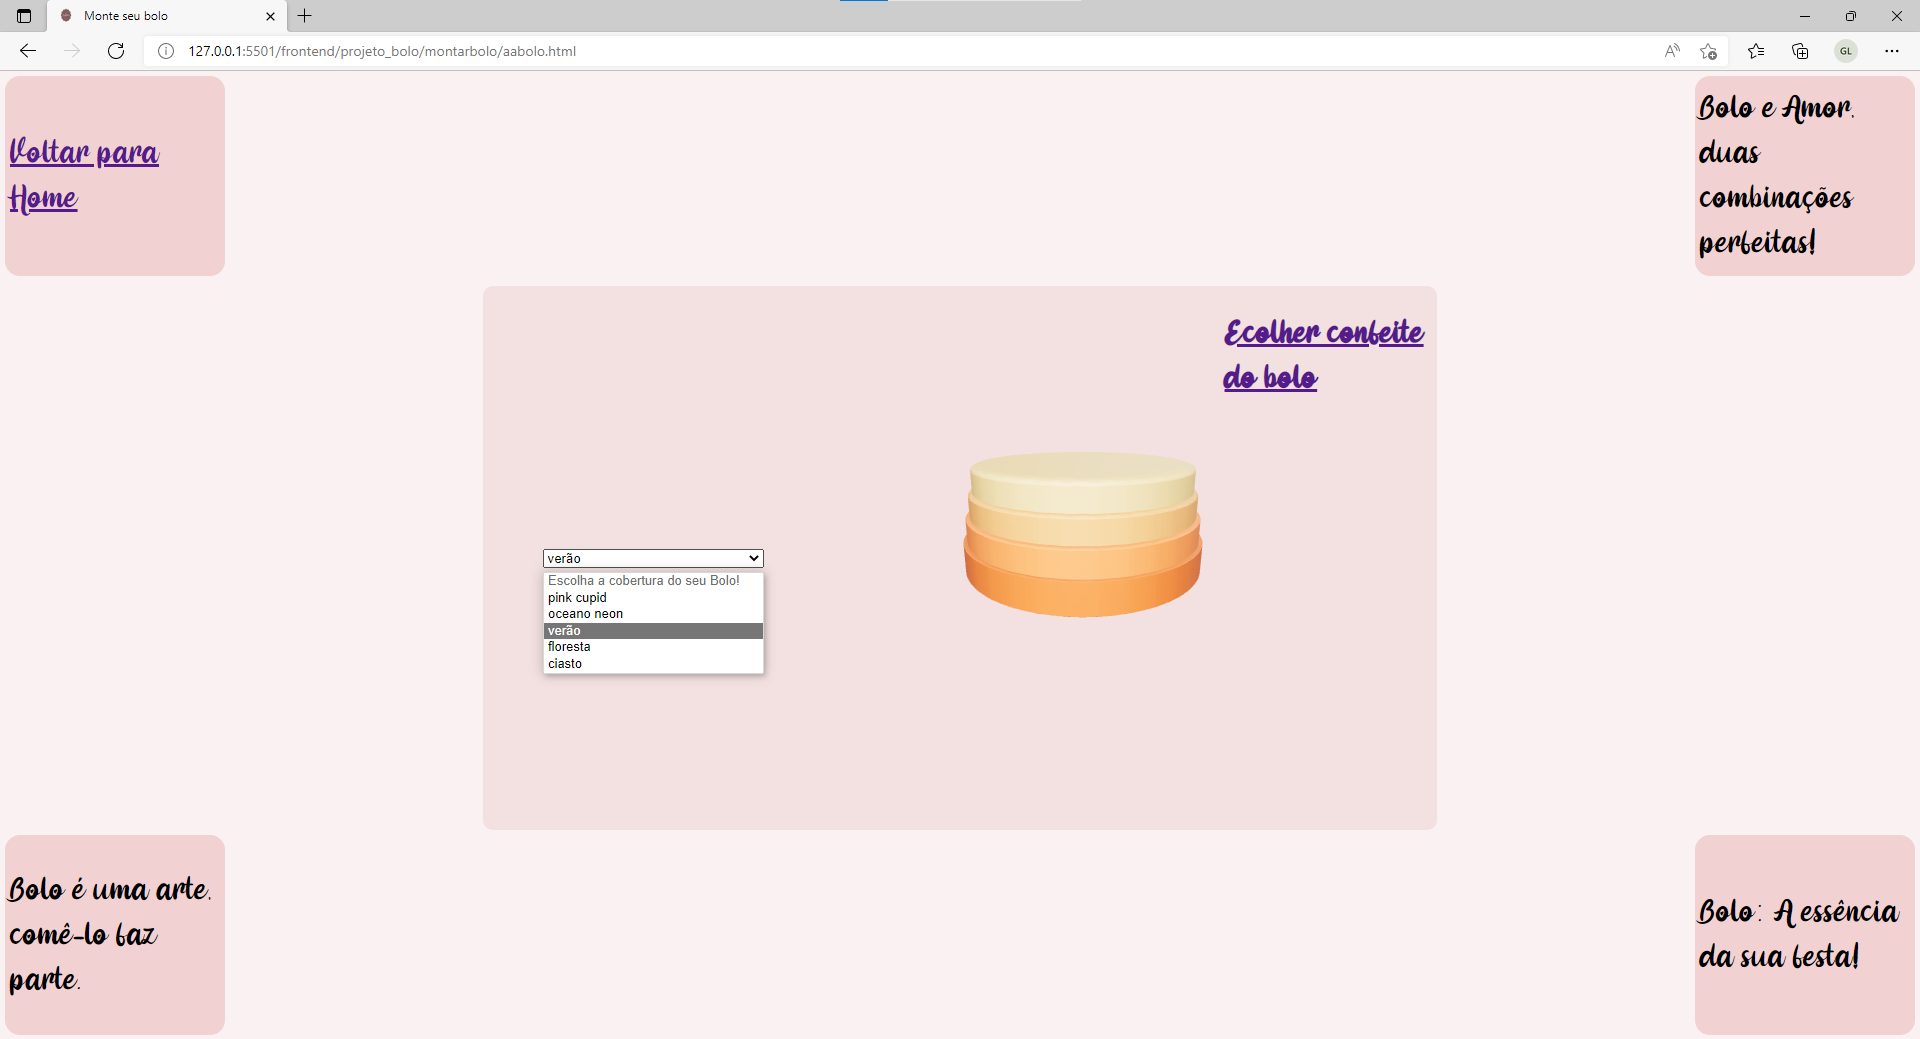 Monte seu bolo
127.0.0.1:5501/frontend/projeto_bolo/montarbolo/aabolo.html
GL
Voltar para
Home
Bolo e Amor,
duas
combinações
perfeitas!
Ecolher confeite
do bolo
verão
Escolha a cobertura do seu Bolo!
pink cupid
oceano neon
verão
floresta
ciasto
Bolo é uma arte,
comê-lo faz
parte.
Bolo: A essência
da sua festa!